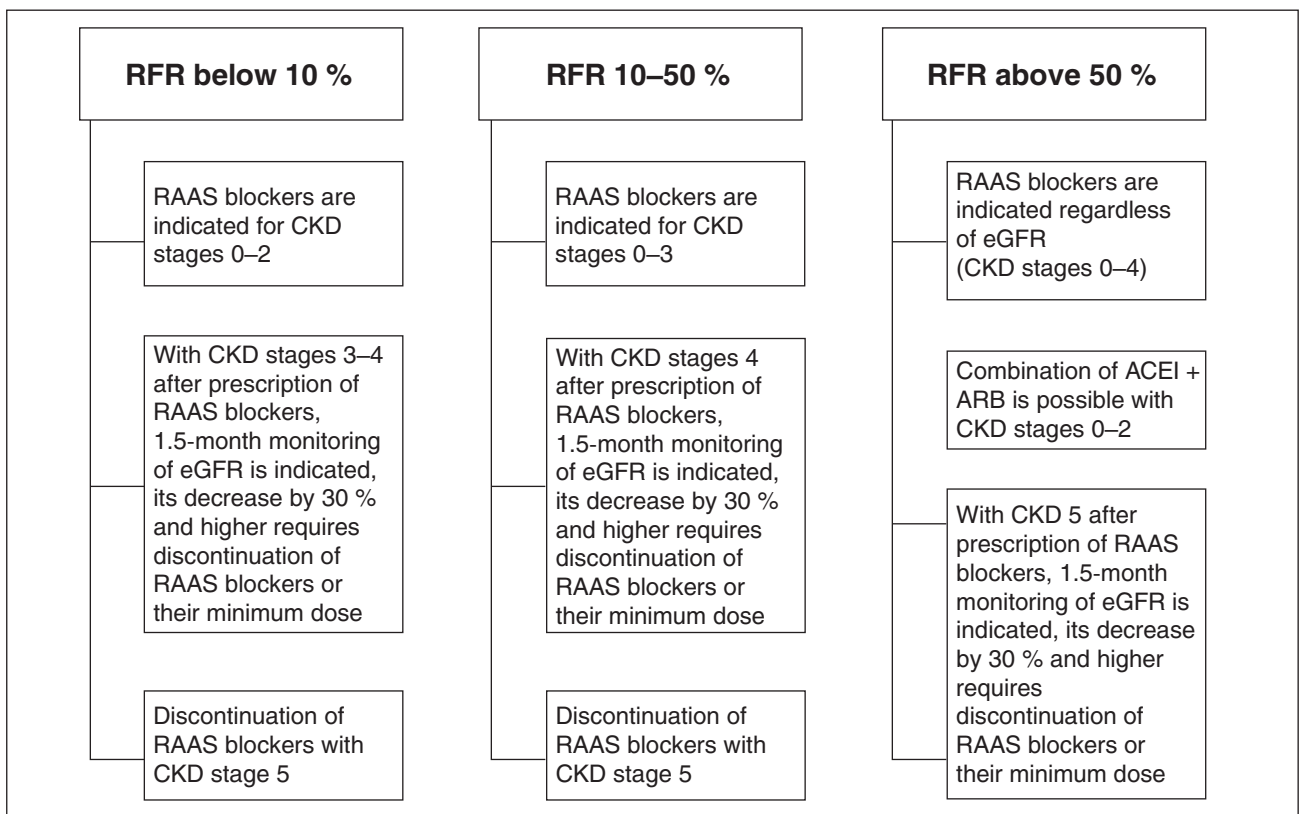 RFR below 10 %
RAAS blockers are
indicated for CKD
stages 0–2
With CKD stages 3–4
after prescription of
RAAS blockers,
1.5-month monitoring
of eGFR is indicated,
its decrease by 30 %
and higher requires
discontinuation of
RAAS blockers or
their minimum dose
Discontinuation of
RAAS blockers with
CKD stage 5
RFR 10–50 %
RAAS blockers are
indicated for CKD
stages 0–3
With CKD stages 4
after prescription of
RAAS blockers,
1.5-month monitoring
of eGFR is indicated,
its decrease by 30 %
and higher requires
discontinuation of
RAAS blockers or
their minimum dose
Discontinuation of
RAAS blockers with
CKD stage 5
RFR above 50 %
RAAS blockers are
indicated regardless
of eGFR
(CKD stages 0–4)
Combination of ACEI +
ARB is possible with
CKD stages 0–2
With CKD 5 after
prescription of RAAS
blockers, 1.5-month
monitoring of eGFR is
indicated, its decrease
by 30 % and higher
requires
discontinuation of
RAAS blockers or
their minimum dose